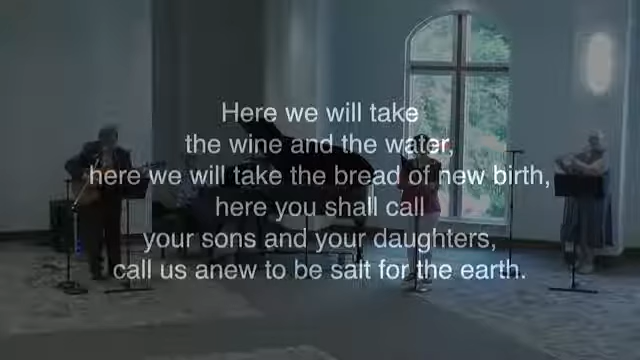 Here we will take
the wine and the water,
here we will take the bread of new birth,
here you shall call
your sons and your daughters,
call us anew to be salt for the earth.